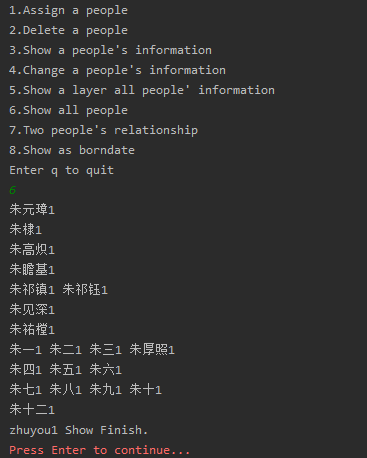 1.Assign a people
2.Delete a people
3.Show a people's information
4.Change a people's information
5.Show a layer all people' information
6.Show all people
7.Two people's relationship
8.Show as borndate
Enter q to quit
6
朱元璋1
朱棣1
朱高炽1
朱瞻基1
朱祁镇1 朱祁钰1
朱见深1
朱祐樘1
朱一1 朱二1 朱三1 朱厚照1
朱四1 朱五1 朱六1
朱七1 朱八1 朱九1 朱十1
朱十二1
zhuyou1 Show Finish.
Press Enter to continue...